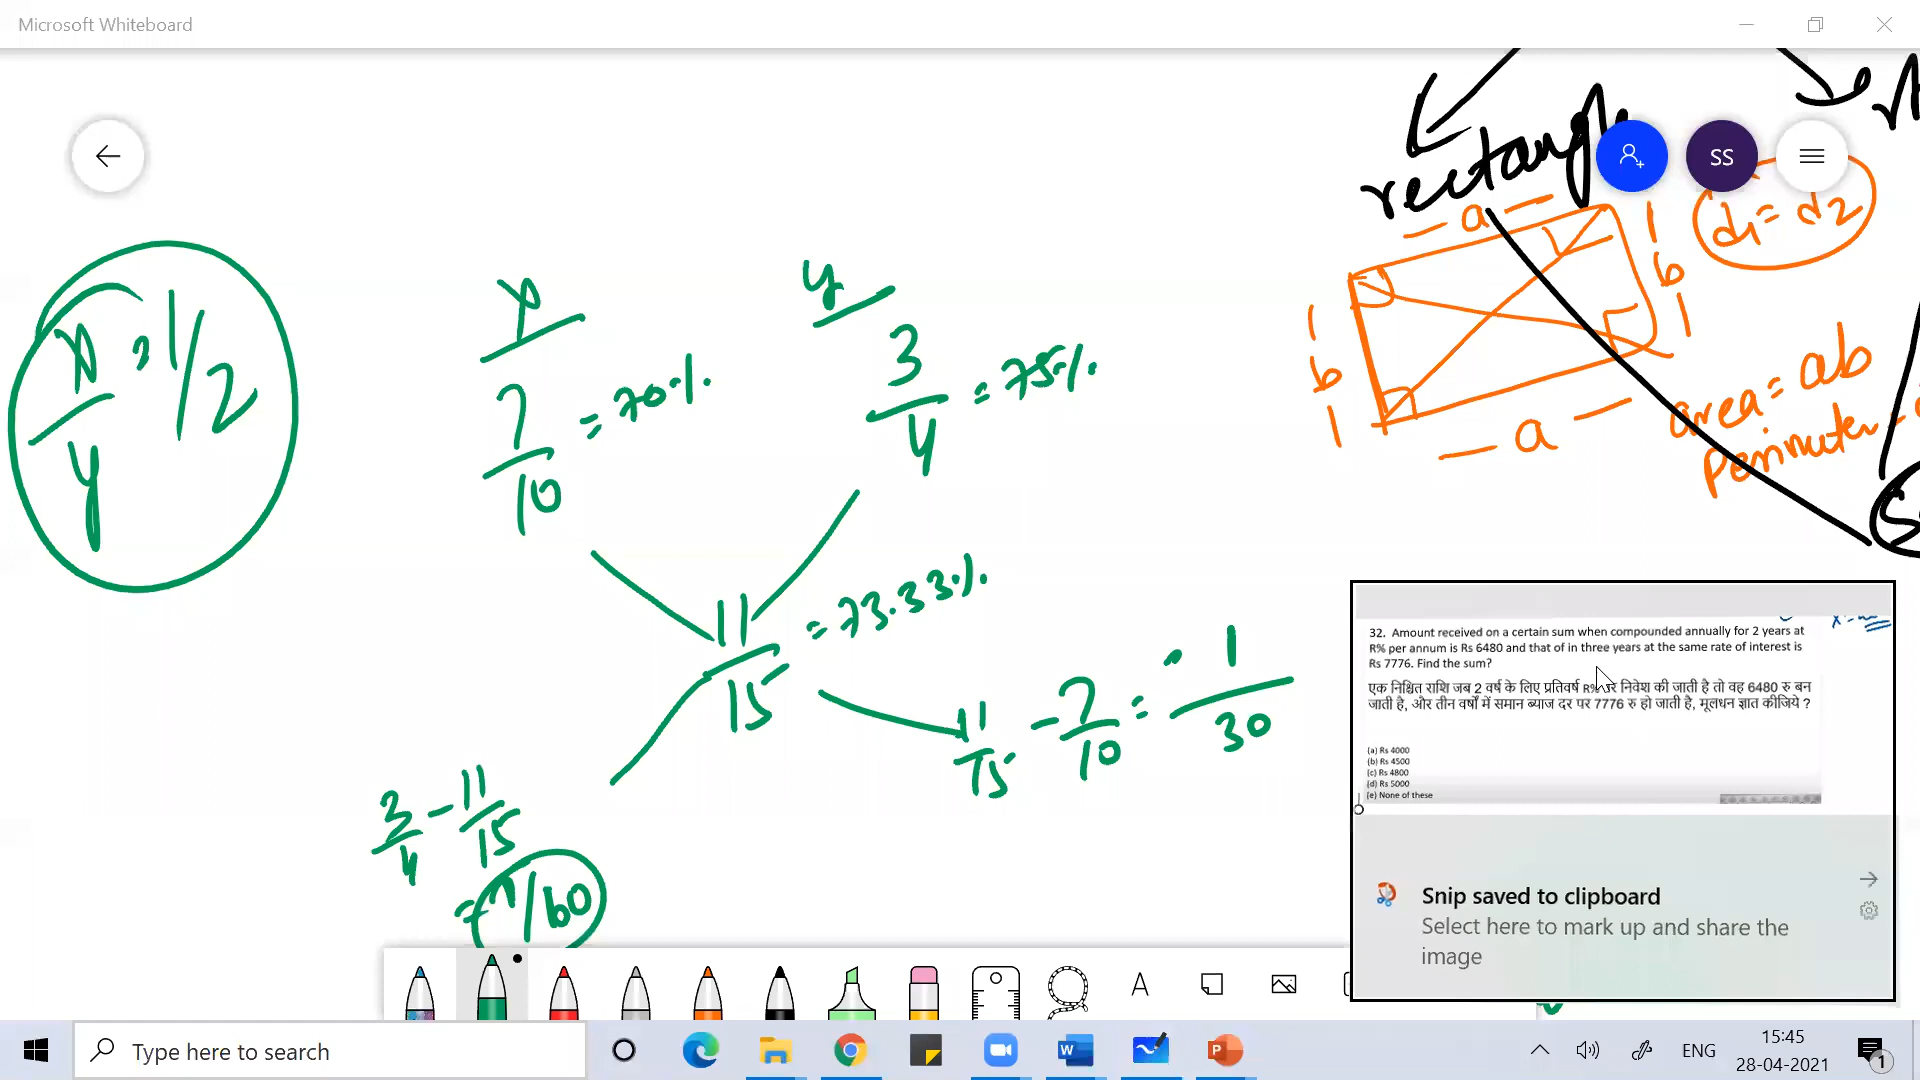 Microsoft Whiteboard
rectangle
SS
a
d1 = d2
b
b
a
area = ab
Perimeter =
x/y = 1/2
x
y
7/10 = 70%
3/4 = 75%
11/15 = 73.33%
11/15 - 7/10 = 1/30
3/4 - 11/15
= 1/60
32. Amount received on a certain sum when compounded annually for 2 years at
R% per annum is Rs 6480 and that of in three years at the same rate of interest is
Rs 7776. Find the sum?
एक निश्चित राशि जब 2 वर्ष के लिए प्रतिवर्ष R% पर निवेश की जाती है तो वह 6480 रु बन
जाती है, और तीन वर्षों में समान ब्याज दर पर 7776 रु हो जाती है, मूलधन ज्ञात कीजिये ?
(a) Rs 4000
(b) Rs 4500
(c) Rs 4800
(d) Rs 5000
(e) None of these
Snip saved to clipboard
Select here to mark up and share the
image
Type here to search
ENG
15:45
28-04-2021
1